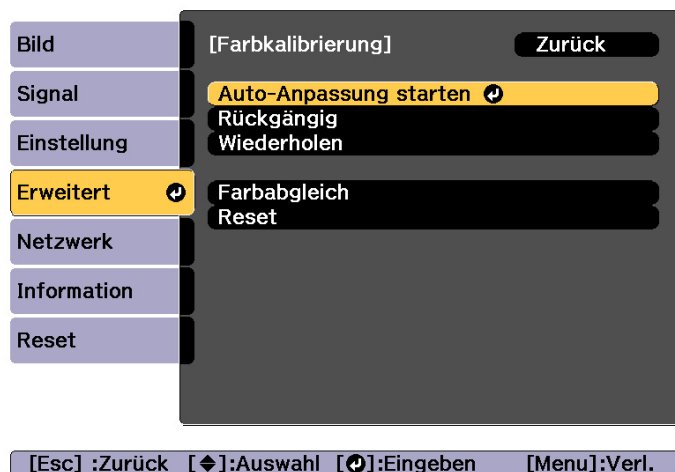 Bild
Signal
Einstellung
Erweitert
Netzwerk
Information
Reset
[Farbkalibrierung] Zurück
Auto-Anpassung starten
Rückgängig
Wiederholen
Farbabgleich
Reset
[Esc] :Zurück [◆]:Auswahl [↵]:Eingeben [Menu]:Verl.